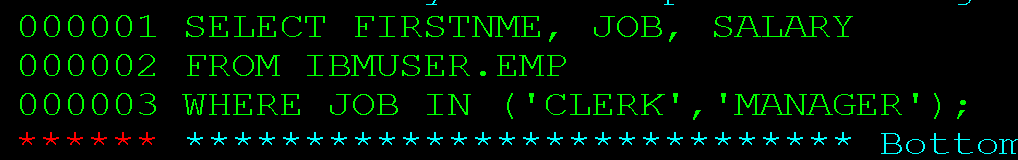 000001 SELECT FIRSTNME, JOB, SALARY
000002 FROM IBMUSER.EMP
000003 WHERE JOB IN ('CLERK','MANAGER');
****** **************************** Bottom